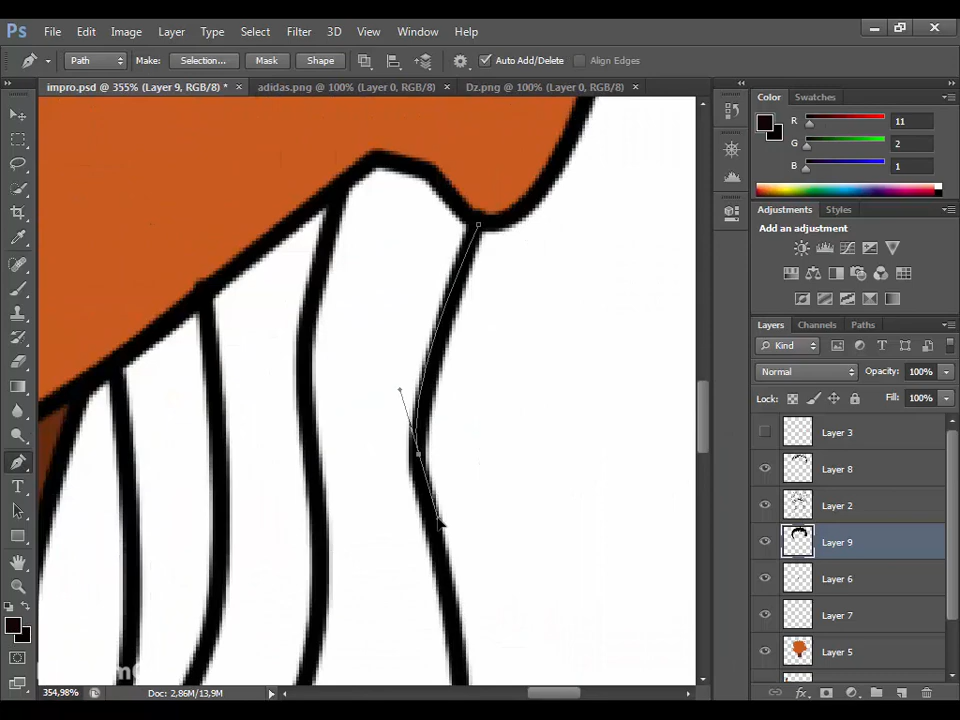 Ps File Edit Image Layer Type Select Filter 3D View Window Help
Path Make: Selection... Mask Shape Auto Add/Delete Align Edges
impro.psd @ 355% (Layer 9, RGB/8) * × adidas.png @ 100% (Layer 0, RGB/8) × Dz.png @ 100% (Layer 0, RGB/8) ×
Color Swatches
R 11
G 2
B 1
Adjustments Styles
Add an adjustment
Layers Channels Paths
Kind
Normal Opacity: 100%
Lock: Fill: 100%
Layer 3
Layer 8
Layer 2
Layer 9
Layer 6
Layer 7
Layer 5
354,98% Doc: 2,86M/13,9M